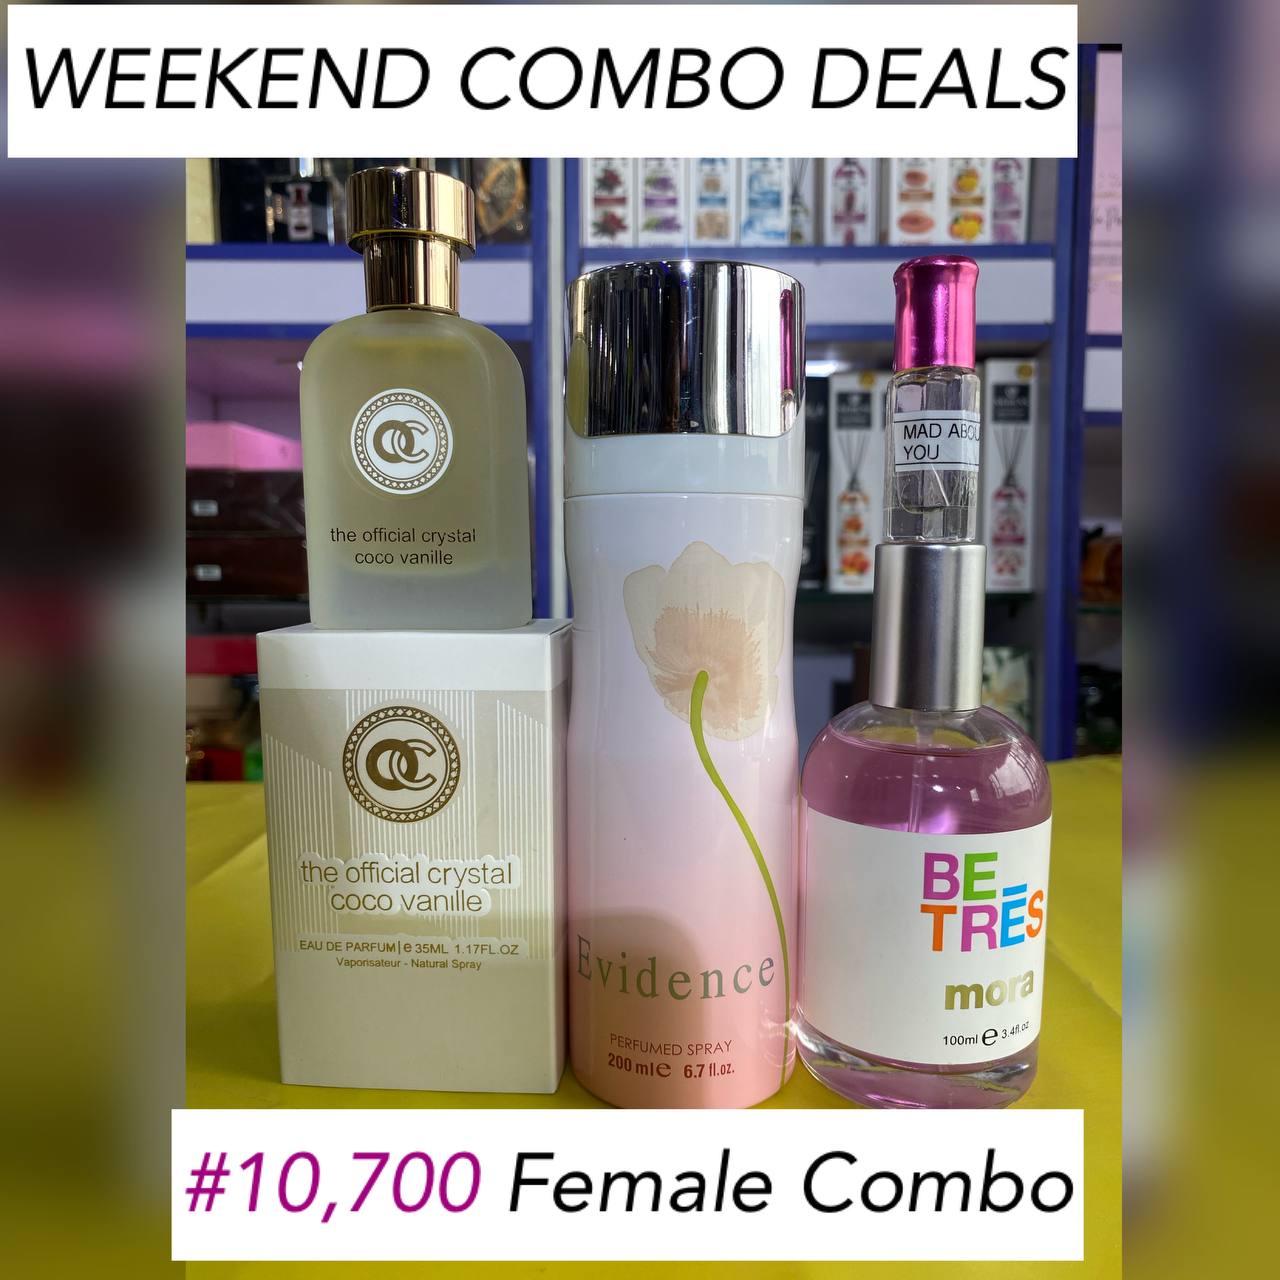 WEEKEND COMBO DEALS
the official crystal
coco vanille
the official crystal
coco vanille
EAU DE PARFUM | e 35ML 1.17FL.OZ
Vaporisateur - Natural Spray
Evidence
PERFUMED SPRAY
200 ml e 6.7 fl.oz.
MAD ABOU
YOU
BE
TRĒS
mora
100ml e 3.4fl.oz
#10,700 Female Combo